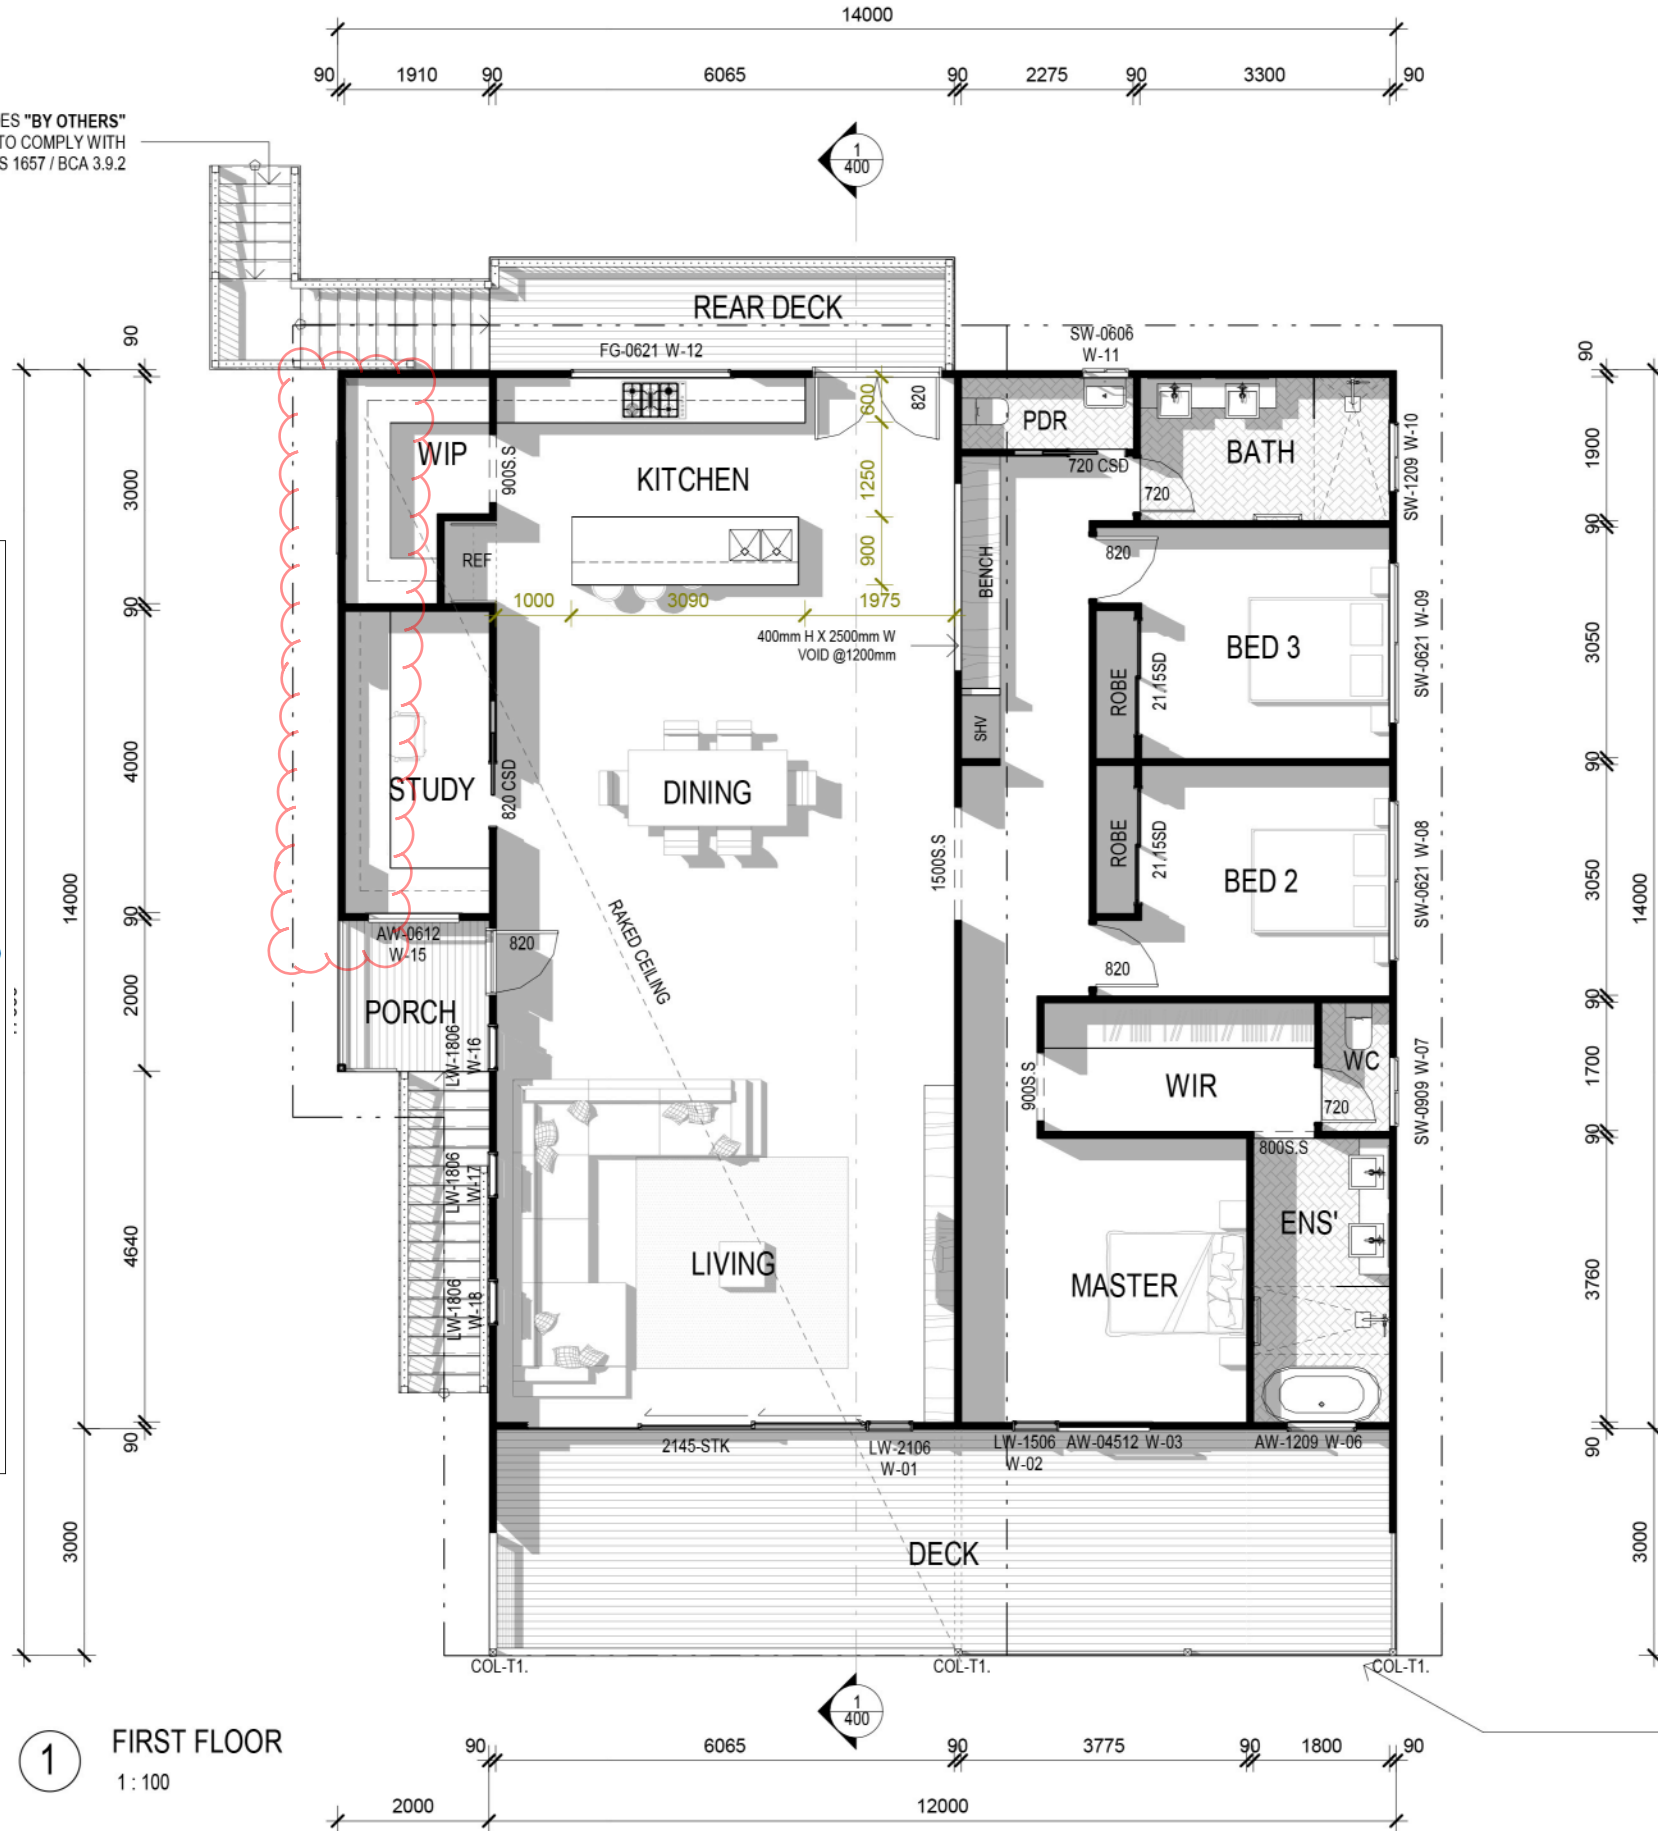 14000
90 1910 90 6065 90 2275 90 3300 90
ES "BY OTHERS"
TO COMPLY WITH
S 1657 / BCA 3.9.2
1
400
REAR DECK
FG-0621 W-12
SW-0606
W-11
90
90
600
820
PDR
BATH
WIP
900S.S
KITCHEN
720 CSD
720
SW-1209 W-10
3000
1250
1900
REF
900
BENCH
820
90
90
1000 3090 1975
400mm H X 2500mm W
VOID @1200mm
BED 3
SW-0621 W-09
3050
ROBE
2115SD
SHV
4000
STUDY
820 CSD
DINING
90
14000
1500S.S
ROBE
2115SD
BED 2
SW-0621 W-08
3050
14000
RAKED CEILING
90
AW-0612
W-15
820
820
2000
PORCH
90
LW-1806
W-16
WIR
900S.S
WC
720
SW-0909 W-07
1700
90
800S.S
LW-1806
W-17
ENS'
4640
LIVING
MASTER
3760
LW-1806
W-18
90
2145-STK
LW-2106
W-01
LW-1506
W-02
AW-04512 W-03
AW-1209 W-06
90
3000
DECK
3000
COL-T1.
COL-T1.
COL-T1.
1
400
1
FIRST FLOOR
1 : 100
90 6065 90 3775 90 1800 90
2000 12000